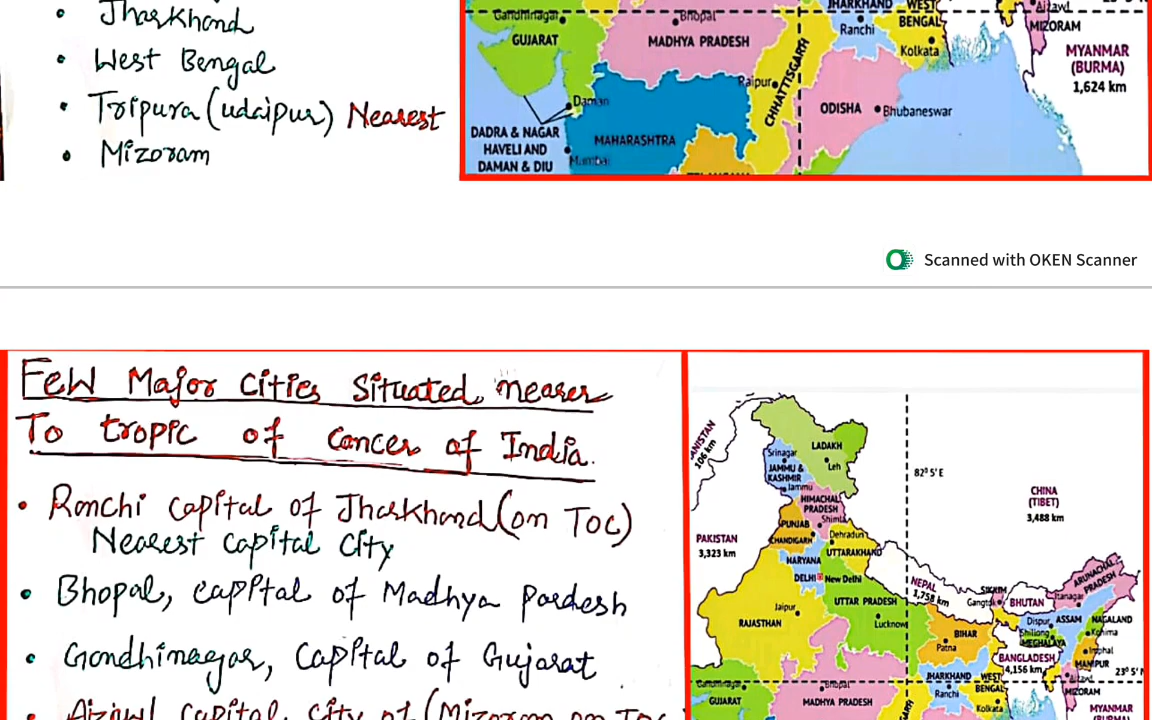 • Jharkhand
• West Bengal
• Tripura (udaipur) Nearest
• Mizoram
Gandhinagar
GUJARAT
Bhopal
MADHYA PRADESH
JHARKHAND
Ranchi
WEST
BENGAL
Kolkata
Aizawl
MIZORAM
MYANMAR
(BURMA)
1,624 km
Raipur
CHHATTISGARH
ODISHA
Bhubaneswar
Daman
DADRA & NAGAR
HAVELI AND
DAMAN & DIU
MAHARASHTRA
Mumbai
Scanned with OKEN Scanner
Few Major Cities Situated nearer
To tropic of Cancer of India.
• Ranchi capital of Jharkhand (on TOC)
Nearest capital City
• Bhopal, capital of Madhya Pardesh
• Gandhinagar, Capital of Gujarat
LADAKH
Srinagar
Leh
JAMMU &
KASHMIR
Jammu
HIMACHAL
PRADESH
Shimla
PUNJAB
CHANDIGARH
Dehradun
UTTARAKHAND
HARYANA
DELHI
New Delhi
PAKISTAN
3,323 km
106 km
82° 5' E
CHINA
(TIBET)
3,488 km
NEPAL
1,758 km
SIKKIM
Gangtok
BHUTAN
ARUNACHAL
PRADESH
Itanagar
Jaipur
RAJASTHAN
UTTAR PRADESH
Lucknow
BIHAR
Patna
Dispur
ASSAM
NAGALAND
Shillong
Kohima
MEGHALAYA
Imphal
MANIPUR
BANGLADESH
4,156 km
Aizawl
MIZORAM
23° 5' N
Gandhinagar
GUJARAT
Bhopal
MADHYA PRADESH
JHARKHAND
Ranchi
WEST
BENGAL
Kolkata
MYANMAR